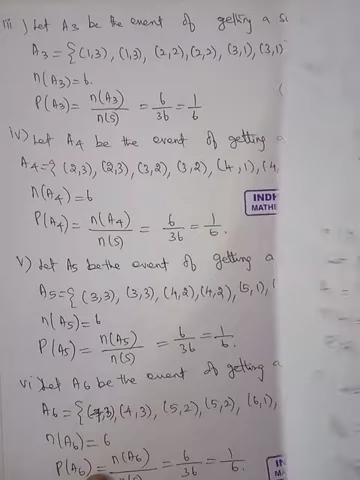 iii) Let A3 be the event of getting a
A3 = {(1,3), (1,3), (2,2), (2,2), (3,1), (3,1)
n(A3) = 6.
P(A3) = n(A3)/n(S) = 6/36 = 1/6
iv) Let A4 be the event of getting a
A4 = {(2,3), (2,3), (3,2), (3,2), (4,1), (4,
n(A4) = 6
P(A4) = n(A4)/n(S) = 6/36 = 1/6.
INDH
MATHE
v) Let A5 be the event of getting a
A5 = {(3,3), (3,3), (4,2), (4,2), (5,1), (
n(A5) = 6
P(A5) = n(A5)/n(S) = 6/36 = 1/6.
vi) Let A6 be the event of getting a
A6 = {(4,3), (4,3), (5,2), (5,2), (6,1),
n(A6) = 6
P(A6) = n(A6)/n(S) = 6/36 = 1/6.